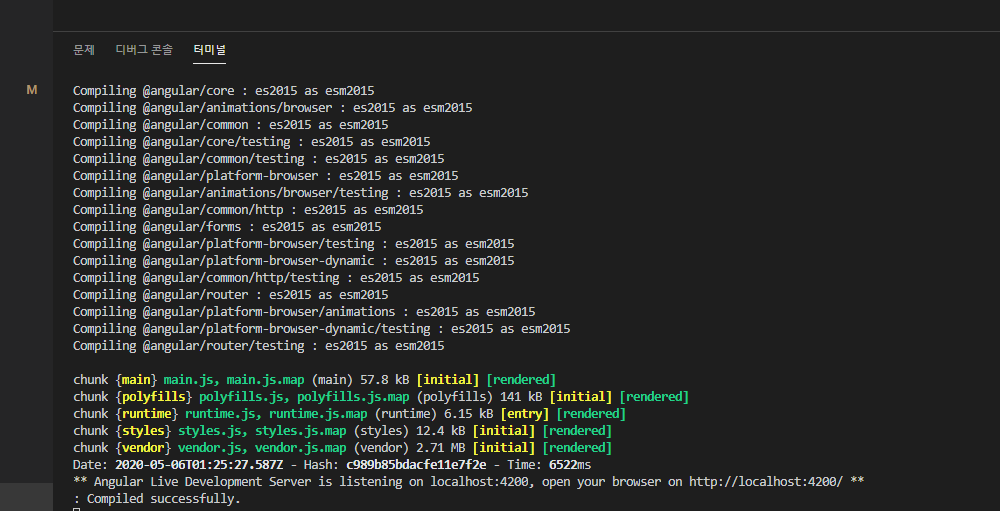 문제 디버그 콘솔 터미널
M
Compiling @angular/core : es2015 as esm2015
Compiling @angular/animations/browser : es2015 as esm2015
Compiling @angular/common : es2015 as esm2015
Compiling @angular/core/testing : es2015 as esm2015
Compiling @angular/common/testing : es2015 as esm2015
Compiling @angular/platform-browser : es2015 as esm2015
Compiling @angular/animations/browser/testing : es2015 as esm2015
Compiling @angular/common/http : es2015 as esm2015
Compiling @angular/forms : es2015 as esm2015
Compiling @angular/platform-browser/testing : es2015 as esm2015
Compiling @angular/platform-browser-dynamic : es2015 as esm2015
Compiling @angular/common/http/testing : es2015 as esm2015
Compiling @angular/router : es2015 as esm2015
Compiling @angular/platform-browser/animations : es2015 as esm2015
Compiling @angular/platform-browser-dynamic/testing : es2015 as esm2015
Compiling @angular/router/testing : es2015 as esm2015
chunk {main} main.js, main.js.map (main) 57.8 kB [initial] [rendered]
chunk {polyfills} polyfills.js, polyfills.js.map (polyfills) 141 kB [initial] [rendered]
chunk {runtime} runtime.js, runtime.js.map (runtime) 6.15 kB [entry] [rendered]
chunk {styles} styles.js, styles.js.map (styles) 12.4 kB [initial] [rendered]
chunk {vendor} vendor.js, vendor.js.map (vendor) 2.71 MB [initial] [rendered]
Date: 2020-05-06T01:25:27.587Z - Hash: c989b85bdacfe11e7f2e - Time: 6522ms
** Angular Live Development Server is listening on localhost:4200, open your browser on http://localhost:4200/ **
: Compiled successfully.